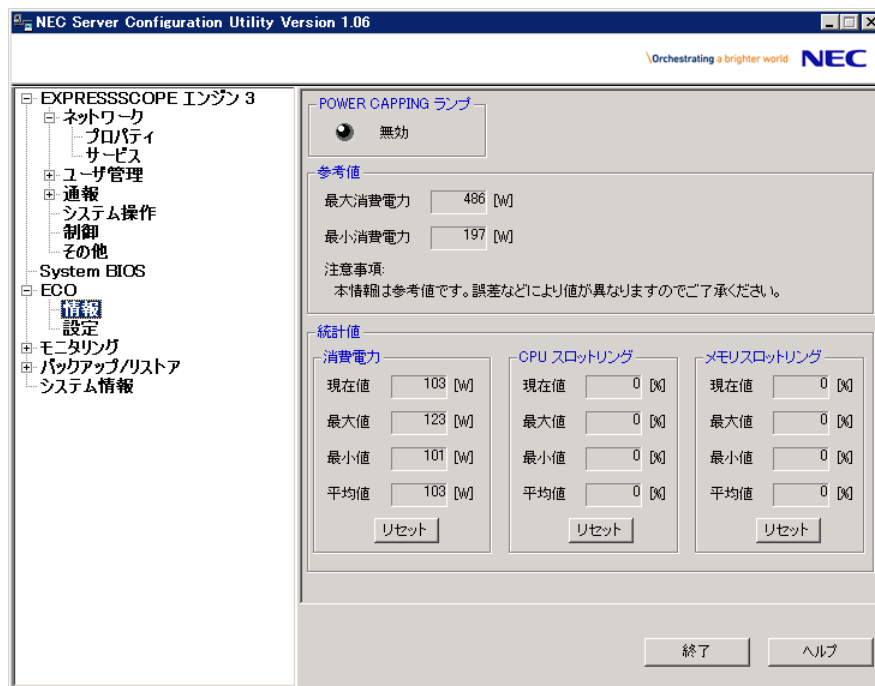 NEC Server Configuration Utility Version 1.06
\Orchestrating a brighter world NEC
EXPRESSSCOPE エンジン 3
ネットワーク
プロパティ
サービス
ユーザ管理
通報
システム操作
制御
その他
System BIOS
ECO
情報
設定
モニタリング
バックアップ/リストア
システム情報
POWER CAPPING ランプ
無効
参考値
最大消費電力 486 [W]
最小消費電力 197 [W]
注意事項:
本情報は参考値です。誤差などにより値が異なりますのでご了承ください。
統計値
消費電力
現在値 103 [W]
最大値 123 [W]
最小値 101 [W]
平均値 103 [W]
リセット
CPU スロットリング
現在値 0 [%]
最大値 0 [%]
最小値 0 [%]
平均値 0 [%]
リセット
メモリスロットリング
現在値 0 [%]
最大値 0 [%]
最小値 0 [%]
平均値 0 [%]
リセット
終了
ヘルプ